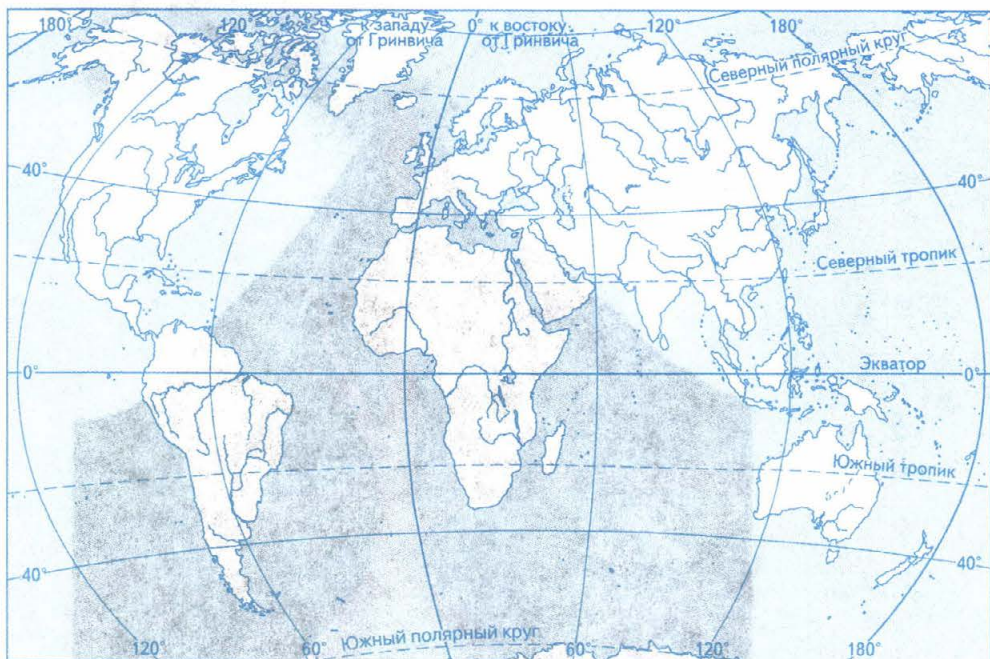 180° 120° к западу 0° к востоку 120° 180°
от Гринвича от Гринвича
Северный полярный круг
40° 40°
Северный тропик
Экватор
0° 0°
Южный тропик
40° 40°
120° 60° Южный полярный круг 60° 120° 180°